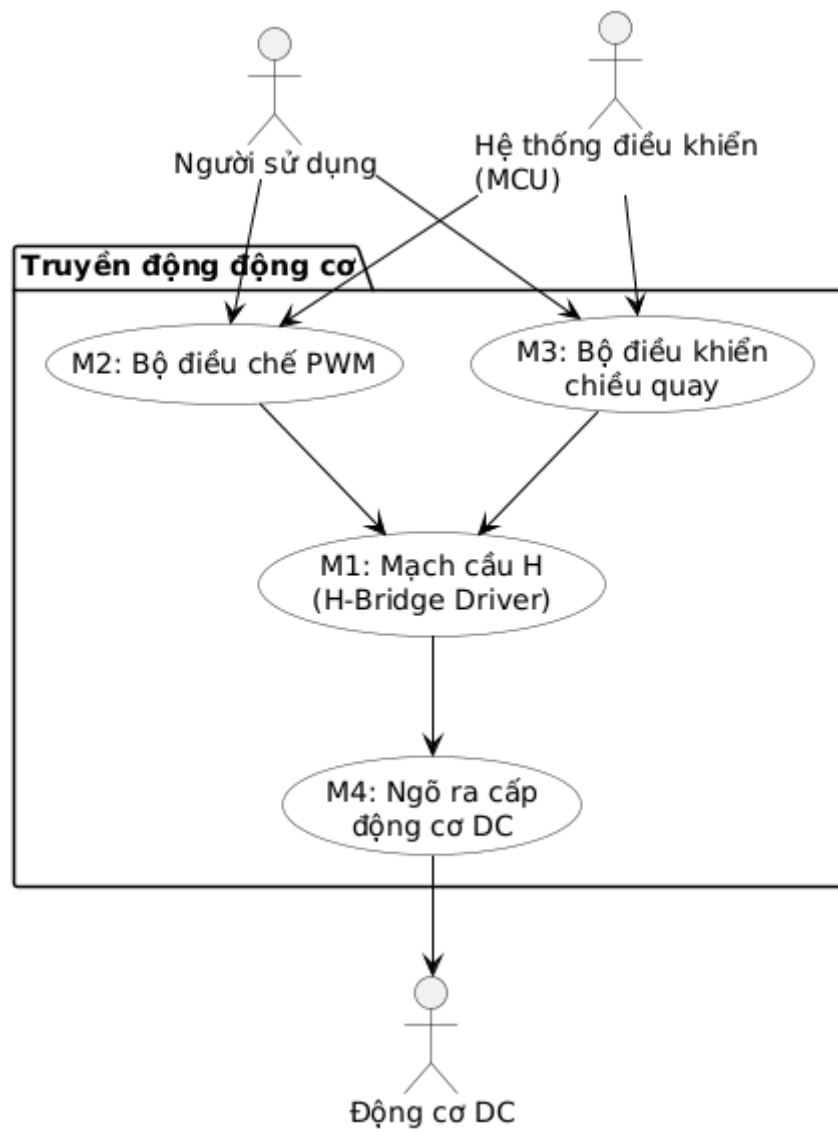 Người sử dụng
Hệ thống điều khiển
(MCU)
Truyền động động cơ
M2: Bộ điều chế PWM
M3: Bộ điều khiển
chiều quay
M1: Mạch cầu H
(H-Bridge Driver)
M4: Ngõ ra cấp
động cơ DC
Động cơ DC